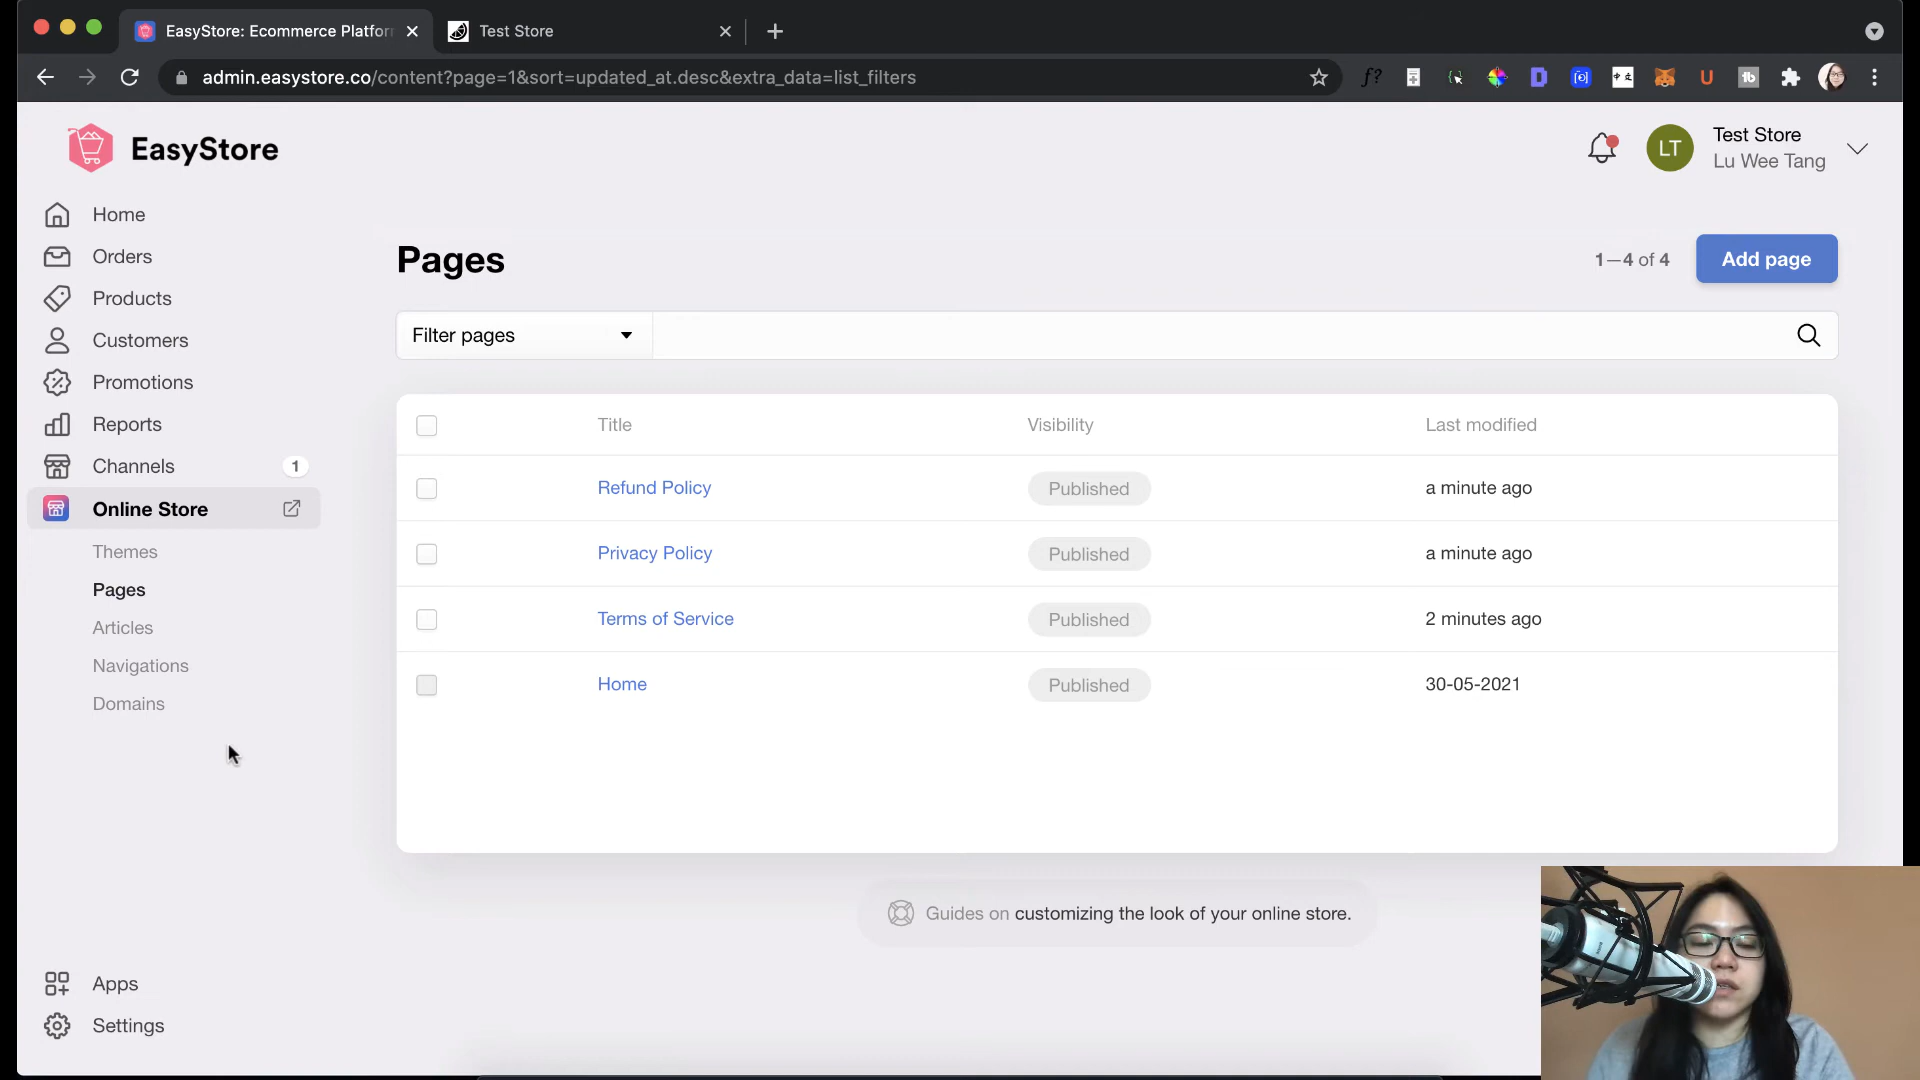 EasyStore: Ecommerce Platfor
Test Store
admin.easystore.co/content?page=1&sort=updated_at.desc&extra_data=list_filters
EasyStore
LT
Test Store
Lu Wee Tang
Home
Orders
Products
Customers
Promotions
Reports
Channels
1
Online Store
Themes
Pages
Articles
Navigations
Domains
Apps
Settings
Pages
1—4 of 4
Add page
Filter pages
Title
Visibility
Last modified
Refund Policy
Published
a minute ago
Privacy Policy
Published
a minute ago
Terms of Service
Published
2 minutes ago
Home
Published
30-05-2021
Guides on customizing the look of your online store.